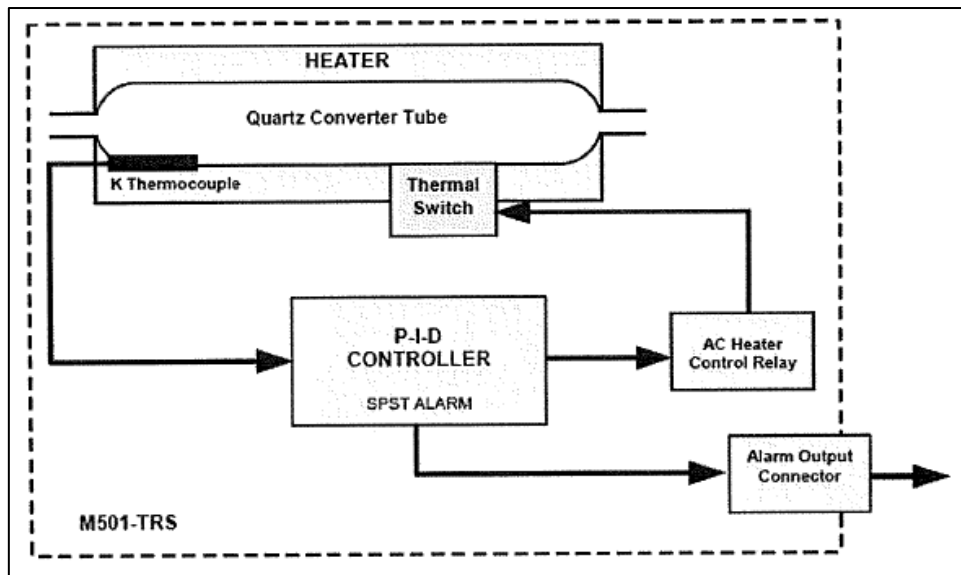 HEATER
Quartz Converter Tube
K Thermocouple
Thermal
Switch
P-I-D
CONTROLLER
SPST ALARM
AC Heater
Control Relay
Alarm Output
Connector
M501-TRS